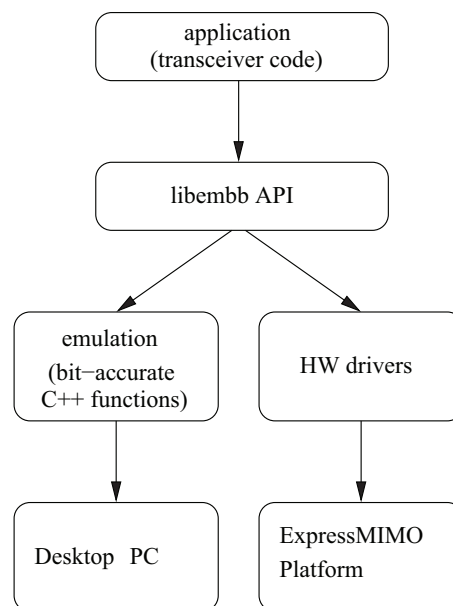 application
(transceiver code)
libembb API
emulation
(bit−accurate
C++ functions)
HW drivers
Desktop PC
ExpressMIMO
Platform